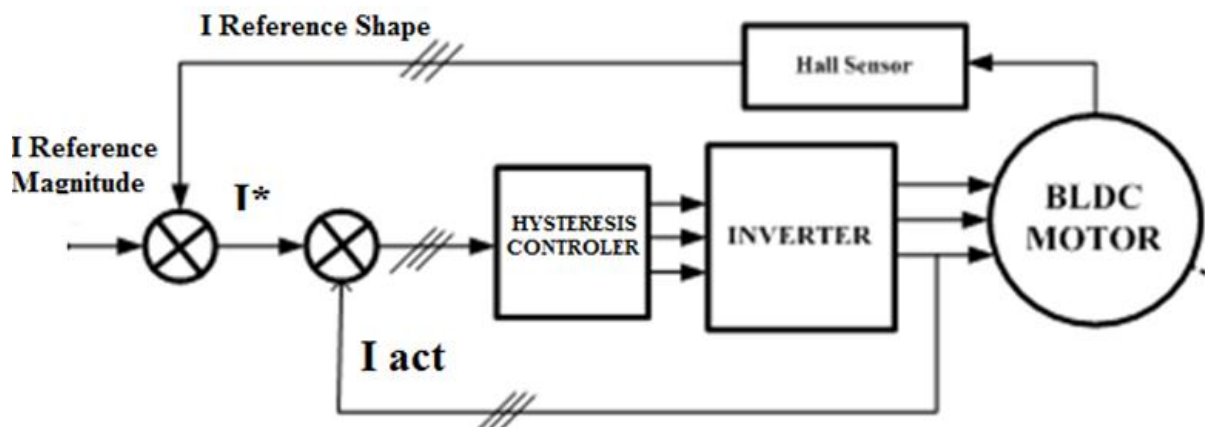 I Reference Shape
Hall Sensor
I Reference
Magnitude
I*
HYSTERESIS
CONTROLER
INVERTER
BLDC
MOTOR
I act